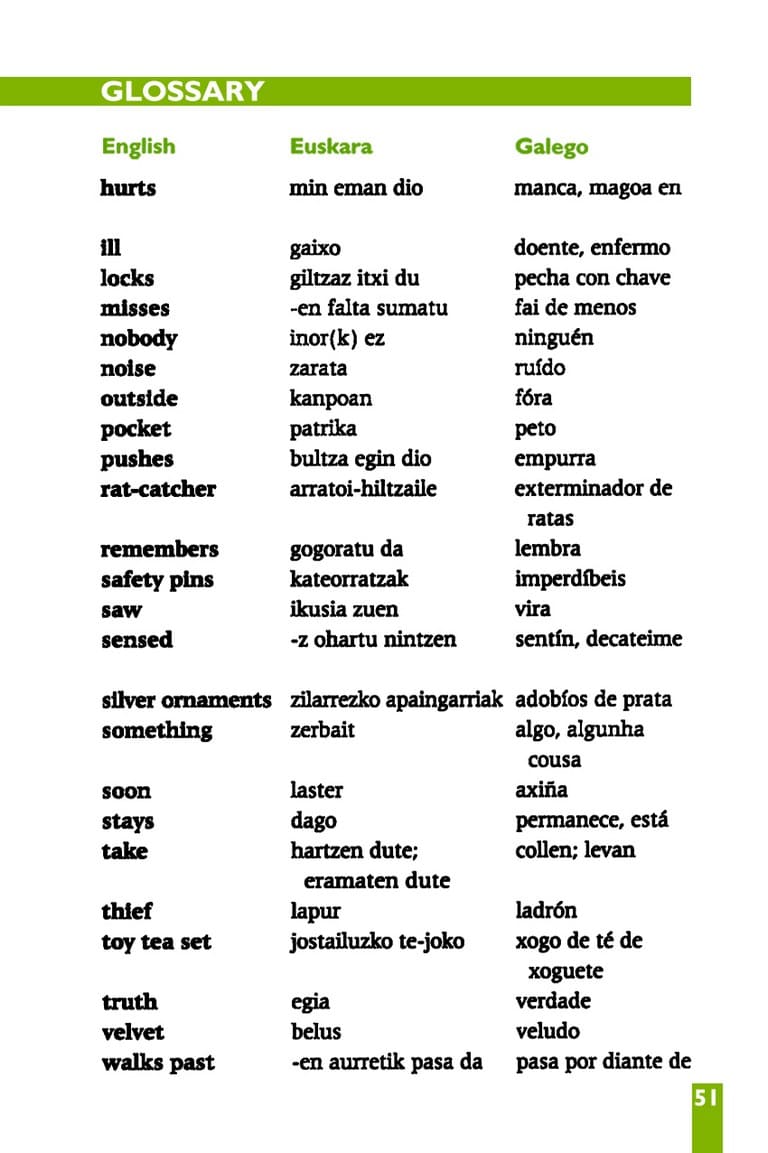 GLOSSARY
English Euskara Galego
hurts min eman dio manca, magoa en
ill gaixo doente, enfermo
locks giltzaz itxi du pecha con chave
misses -en falta sumatu fai de menos
nobody inor(k) ez ninguén
noise zarata ruído
outside kanpoan fóra
pocket patrika peto
pushes bultza egin dio empurra
rat-catcher arratoi-hiltzaile exterminador de
ratas
remembers gogoratu da lembra
safety pins kateorratzak imperdíbeis
saw ikusia zuen vira
sensed -z ohartu nintzen sentín, decateime
silver ornaments zilarrezko apaingarriak adobíos de prata
something zerbait algo, algunha
cousa
soon laster axiña
stays dago permanece, está
take hartzen dute; collen; levan
eramaten dute
thief lapur ladrón
toy tea set jostailuzko te-joko xogo de té de
xoguete
truth egia verdade
velvet belus veludo
walks past -en aurretik pasa da pasa por diante de
51